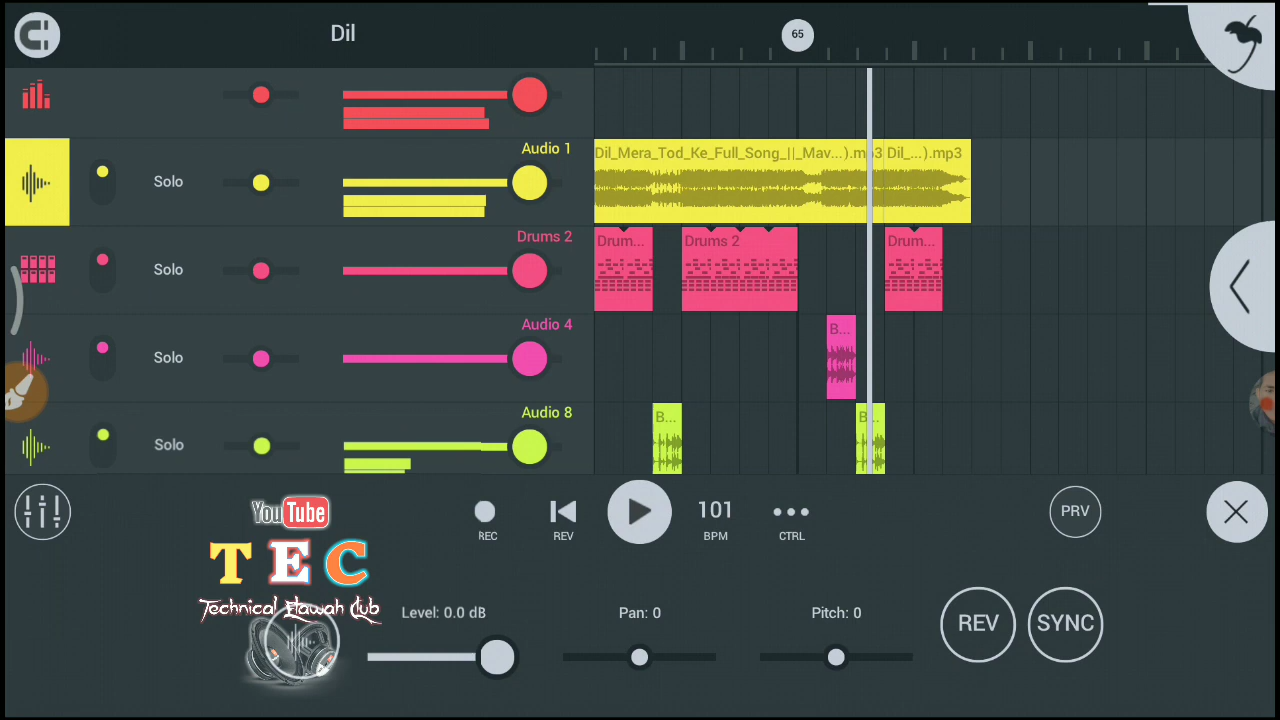 Dil
65
Audio 1
Solo
Dil_Mera_Tod_Ke_Full_Song_||_Mav...).mp3 Dil_...).mp3
Drums 2
Solo
Drum... Drums 2 Drum...
Audio 4
Solo
B...
Audio 8
Solo
B... B...
YouTube
TEC
Technical Etawah Club
REC REV 101 BPM CTRL PRV
Level: 0.0 dB Pan: 0 Pitch: 0 REV SYNC